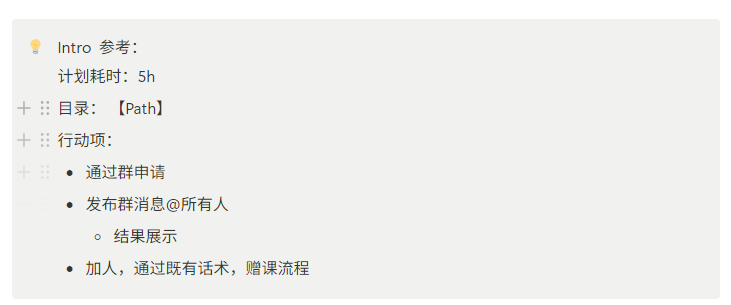 Intro 参考：
计划耗时：5h
目录：【Path】
行动项：
通过群申请
发布群消息@所有人
结果展示
加人，通过既有话术，赠课流程